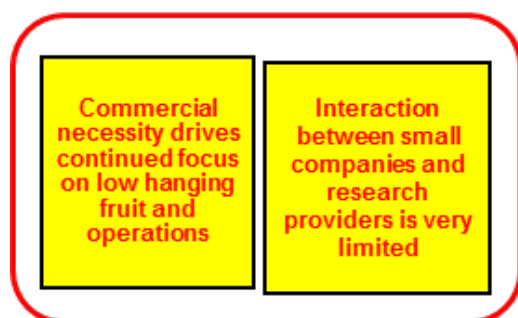 Commercial
necessity drives
continued focus
on low hanging
fruit and
operations
Interaction
between small
companies and
research
providers is very
limited